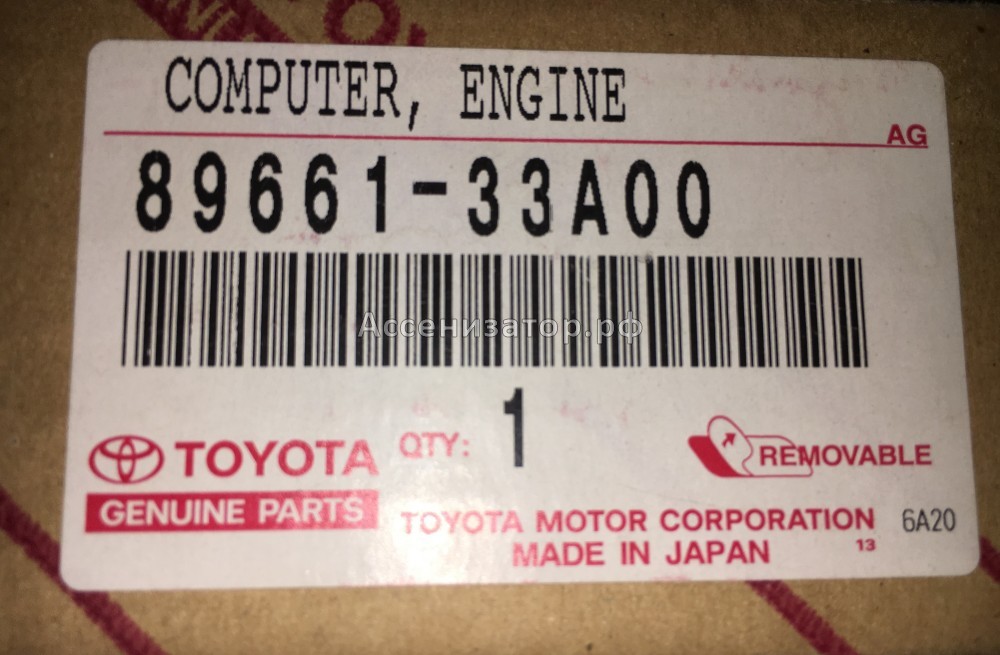 COMPUTER, ENGINE
AG
89661-33A00
Ассенизатор.рф
QTY: 1
TOYOTA
REMOVABLE
GENUINE PARTS
TOYOTA MOTOR CORPORATION 6A20
MADE IN JAPAN 13